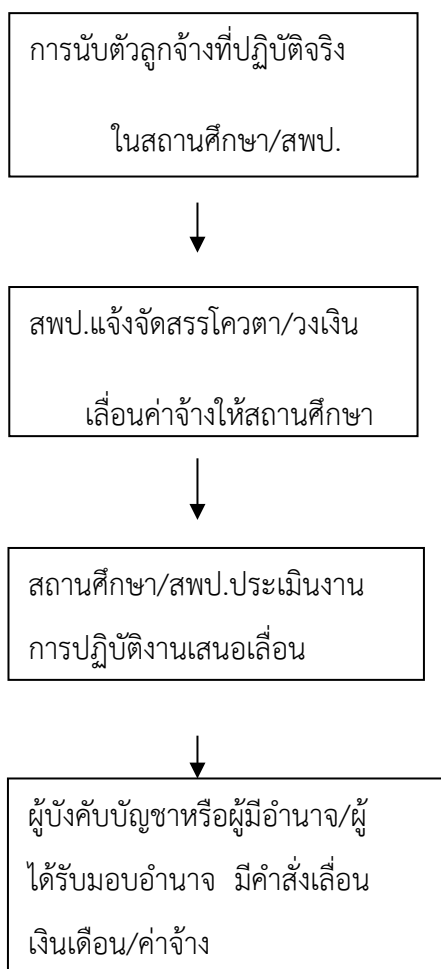 การนับตัวลูกจ้างที่ปฏิบัติจริง
ในสถานศึกษา/สพป.
สพป.แจ้งจัดสรรโควตา/วงเงิน
เลื่อนค่าจ้างให้สถานศึกษา
สถานศึกษา/สพป.ประเมินงาน
การปฏิบัติงานเสนอเลื่อน
ผู้บังคับบัญชาหรือผู้มีอำนาจ/ผู้
ได้รับมอบอำนาจ มีคำสั่งเลื่อน
เงินเดือน/ค่าจ้าง